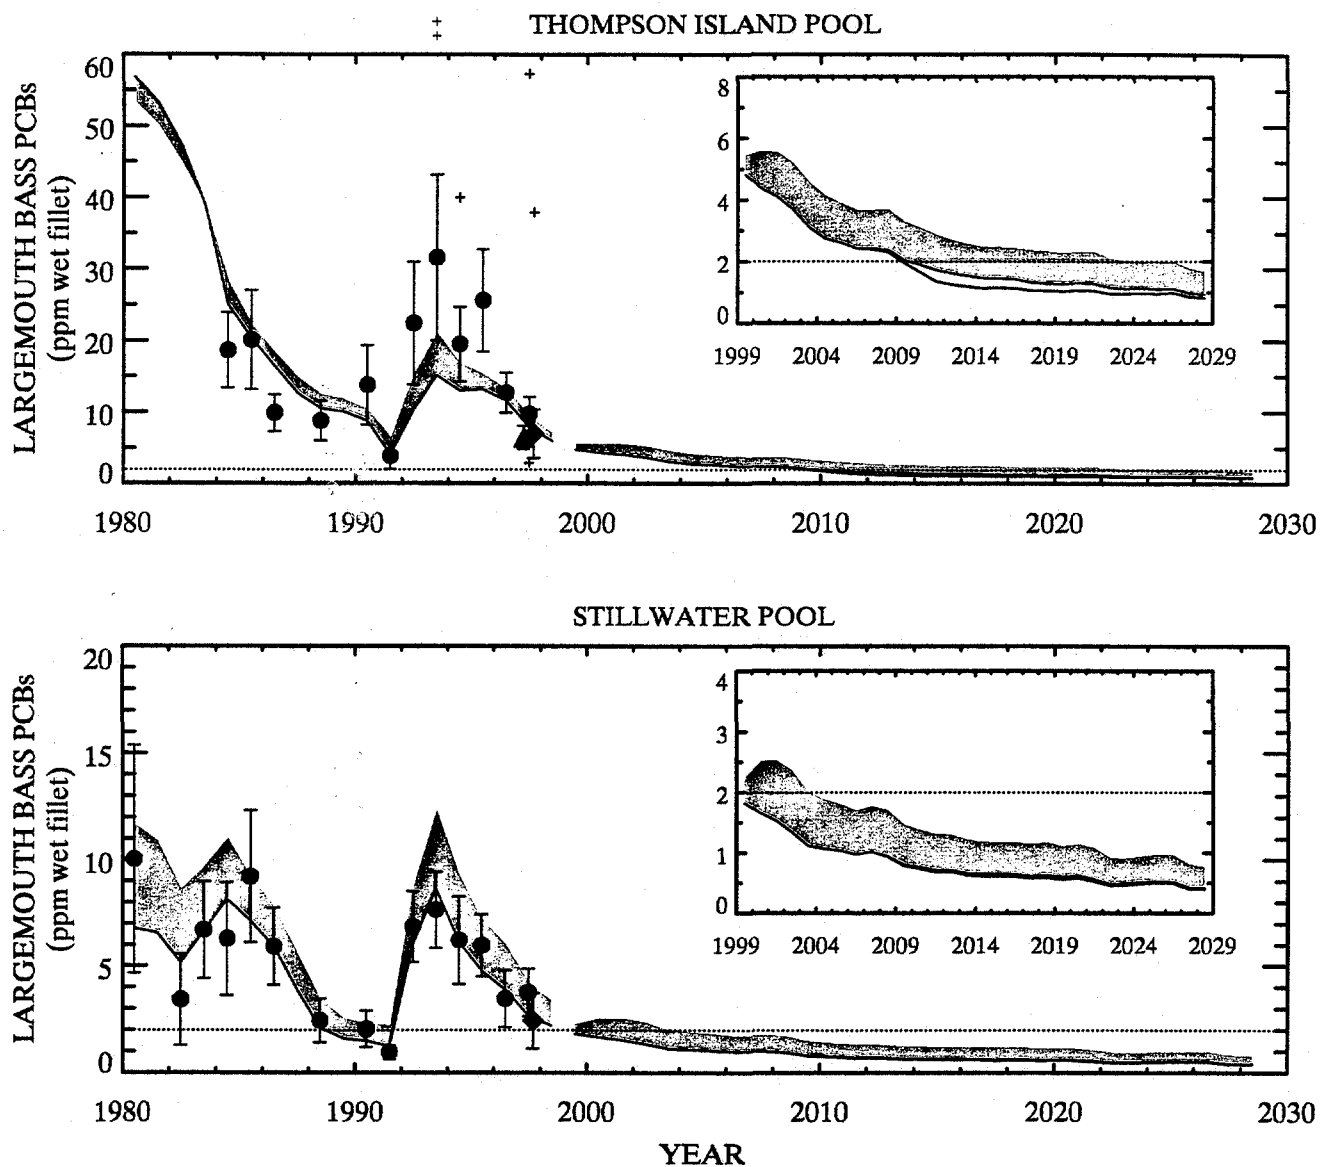 THOMPSON ISLAND POOL
LARGEMOUTH BASS PCBs
(ppm wet fillet)
60
50
40
30
20
10
0
1980 1990 2000 2010 2020 2030
8
6
4
2
0
1999 2004 2009 2014 2019 2024 2029
STILLWATER POOL
LARGEMOUTH BASS PCBs
(ppm wet fillet)
20
15
10
5
0
1980 1990 2000 2010 2020 2030
4
3
2
1
0
1999 2004 2009 2014 2019 2024 2029
YEAR